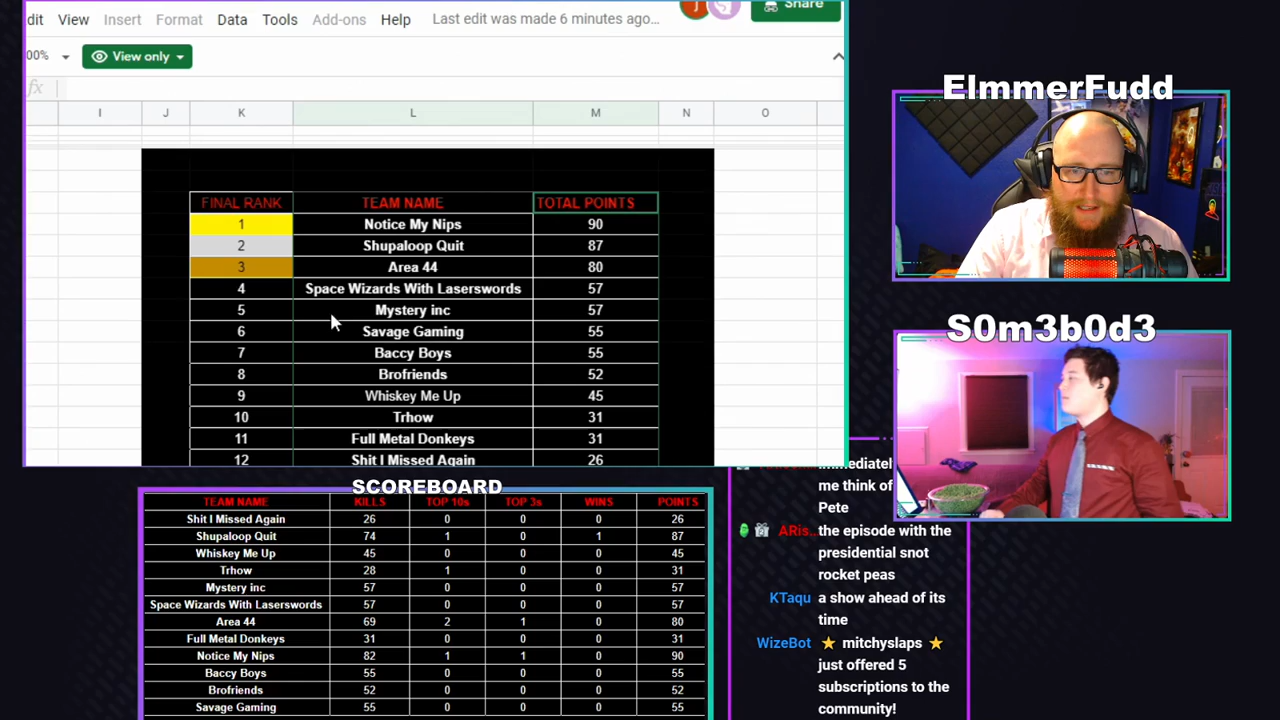 dit View Insert Format Data Tools Add-ons Help Last edit was made 6 minutes ago... J Share
00% View only
fx
I J K L M N O
FINAL RANK TEAM NAME TOTAL POINTS
1 Notice My Nips 90
2 Shupaloop Quit 87
3 Area 44 80
4 Space Wizards With Laserswords 57
5 Mystery inc 57
6 Savage Gaming 55
7 Baccy Boys 55
8 Brofriends 52
9 Whiskey Me Up 45
10 Trhow 31
11 Full Metal Donkeys 31
12 Shit I Missed Again 26
SCOREBOARD
TEAM NAME KILLS TOP 10s TOP 3s WINS POINTS
Shit I Missed Again 26 0 0 0 26
Shupaloop Quit 74 1 0 1 87
Whiskey Me Up 45 0 0 0 45
Trhow 28 1 0 0 31
Mystery inc 57 0 0 0 57
Space Wizards With Laserswords 57 0 0 0 57
Area 44 69 2 1 0 80
Full Metal Donkeys 31 0 0 0 31
Notice My Nips 82 1 1 0 90
Baccy Boys 55 0 0 0 55
Brofriends 52 0 0 0 52
Savage Gaming 55 0 0 0 55
ElmmerFudd
S0m3b0d3
immediately
me think of
Pete
ARis... the episode with the
presidential snot
rocket peas
KTaqu a show ahead of its
time
WizeBot ⭐ mitchyslaps ⭐
just offered 5
subscriptions to the
community!